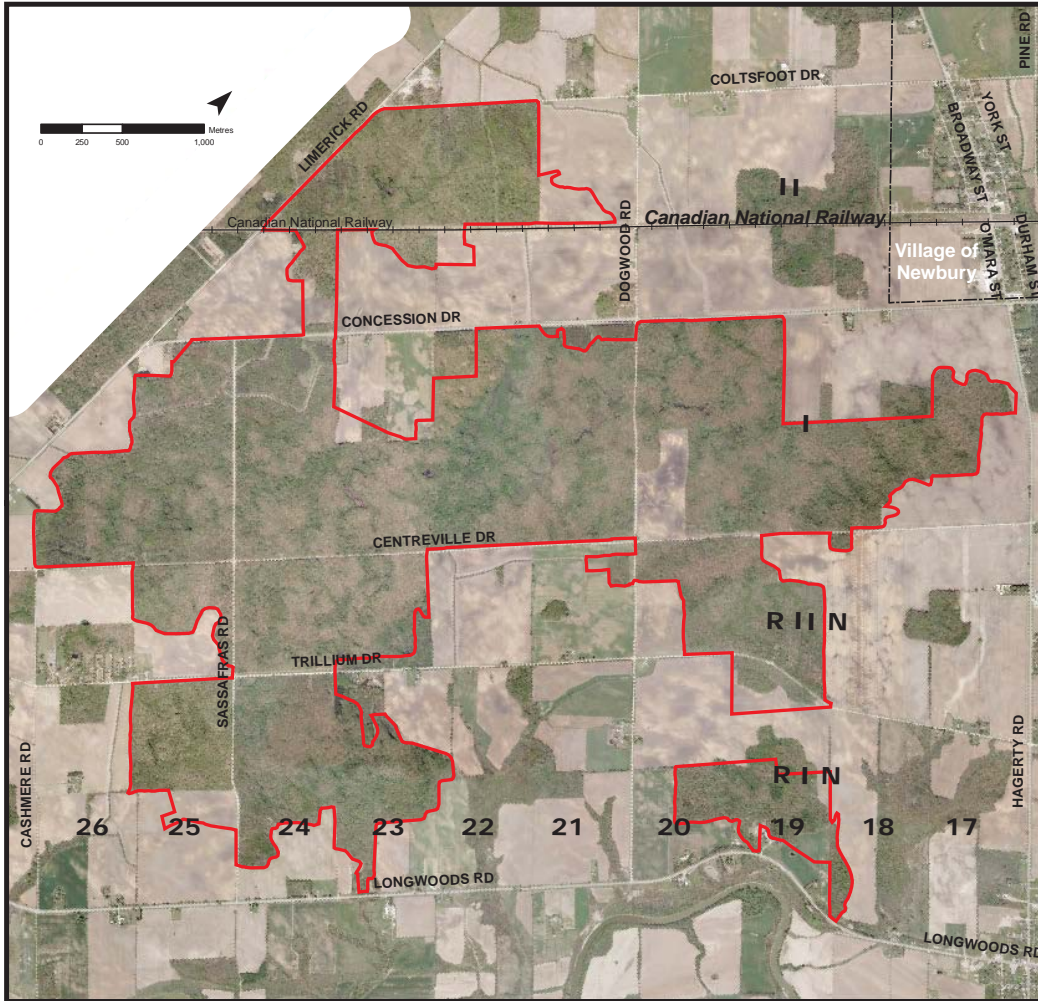 PINE RD
COLTSFOOT DR
YORK ST
BROADWAY ST
Metres
0 250 500 1,000
LIMERICK RD
II
Canadian National Railway
Canadian National Railway
DOGWOOD RD
O'MARA ST
DURHAM ST
Village of
Newbury
CONCESSION DR
I
CENTREVILLE DR
R II N
TRILLIUM DR
SASSAFRAS RD
HAGERTY RD
CASHMERE RD
R I N
26 25 24 23 22 21 20 19 18 17
LONGWOODS RD
LONGWOODS RD